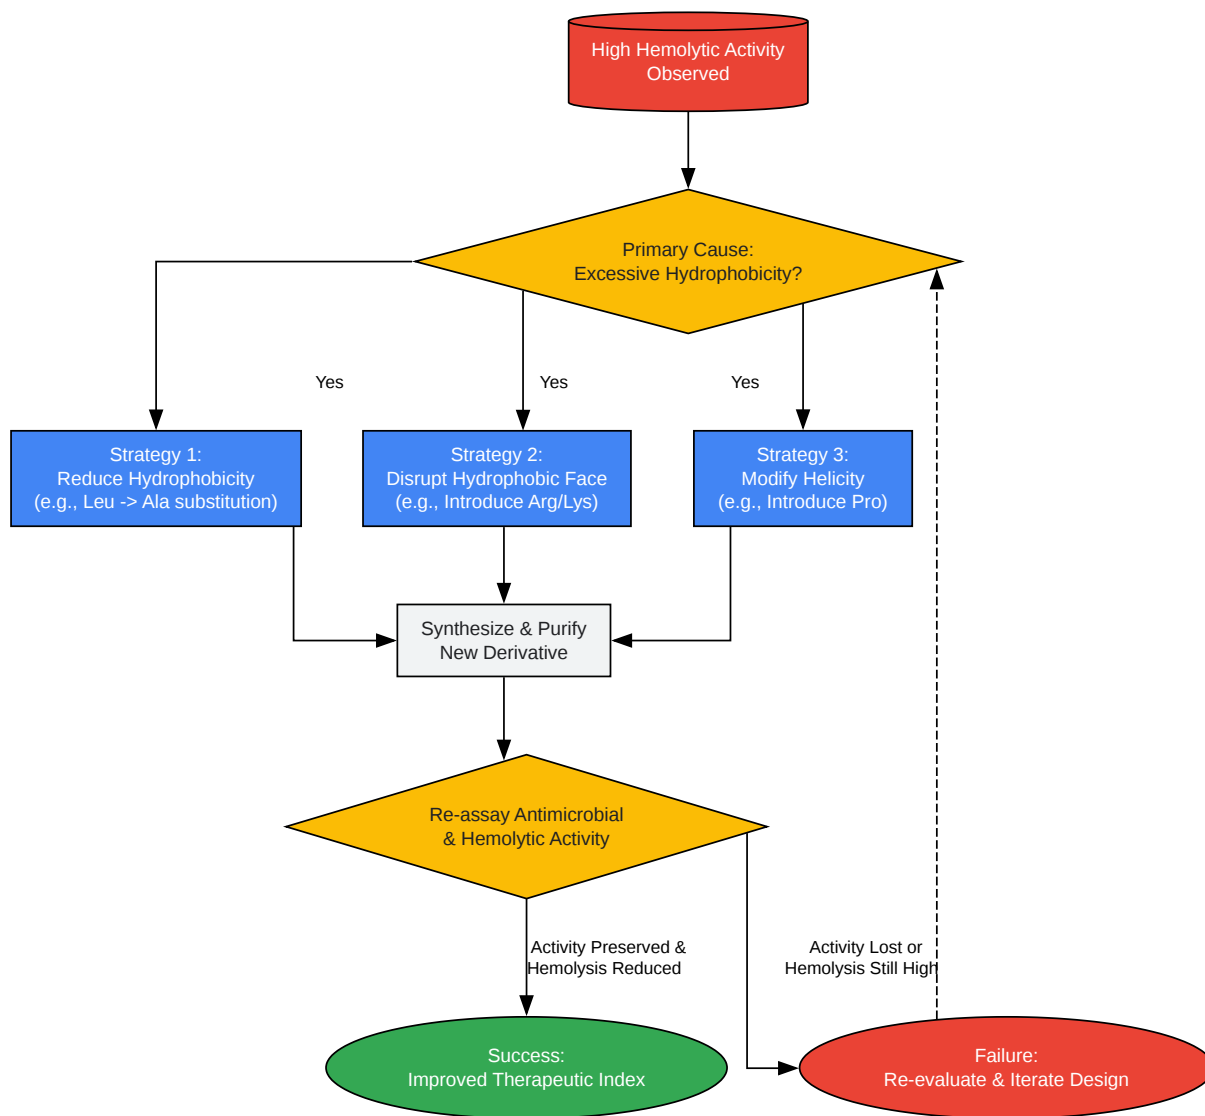 High Hemolytic Activity
Observed
Primary Cause:
Excessive Hydrophobicity?
Yes
Yes
Yes
Strategy 1:
Reduce Hydrophobicity
(e.g., Leu -> Ala substitution)
Strategy 2:
Disrupt Hydrophobic Face
(e.g., Introduce Arg/Lys)
Strategy 3:
Modify Helicity
(e.g., Introduce Pro)
Synthesize & Purify
New Derivative
Re-assay Antimicrobial
& Hemolytic Activity
Activity Preserved &
Hemolysis Reduced
Activity Lost or
Hemolysis Still High
Success:
Improved Therapeutic Index
Failure:
Re-evaluate & Iterate Design